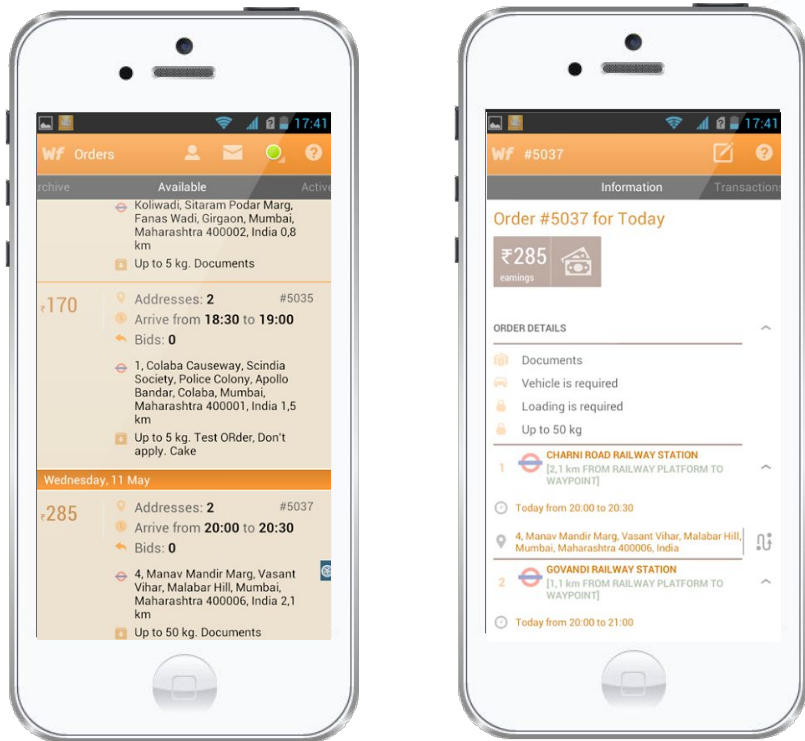 17:41
Wf Orders
rchive Available Active
Koliwadi, Sitaram Podar Marg,
Fanas Wadi, Girgaon, Mumbai,
Maharashtra 400002, India 0,8
km
Up to 5 kg. Documents
₹170
Addresses: 2 #5035
Arrive from 18:30 to 19:00
Bids: 0
1, Colaba Causeway, Scindia
Society, Police Colony, Apollo
Bandar, Colaba, Mumbai,
Maharashtra 400001, India 1,5
km
Up to 5 kg. Test ORder, Don't
apply. Cake
Wednesday, 11 May
₹285
Addresses: 2 #5037
Arrive from 20:00 to 20:30
Bids: 0
4, Manav Mandir Marg, Vasant
Vihar, Malabar Hill, Mumbai,
Maharashtra 400006, India 2,1
km
Up to 50 kg. Documents
17:41
Wf #5037
Information Transactions
Order #5037 for Today
₹285
earnings
ORDER DETAILS
Documents
Vehicle is required
Loading is required
Up to 50 kg
1 CHARNI ROAD RAILWAY STATION
[2,1 km FROM RAILWAY PLATFORM TO
WAYPOINT]
Today from 20:00 to 20:30
4, Manav Mandir Marg, Vasant Vihar, Malabar Hill,
Mumbai, Maharashtra 400006, India
2 GOVANDI RAILWAY STATION
[1,1 km FROM RAILWAY PLATFORM TO
WAYPOINT]
Today from 20:00 to 21:00